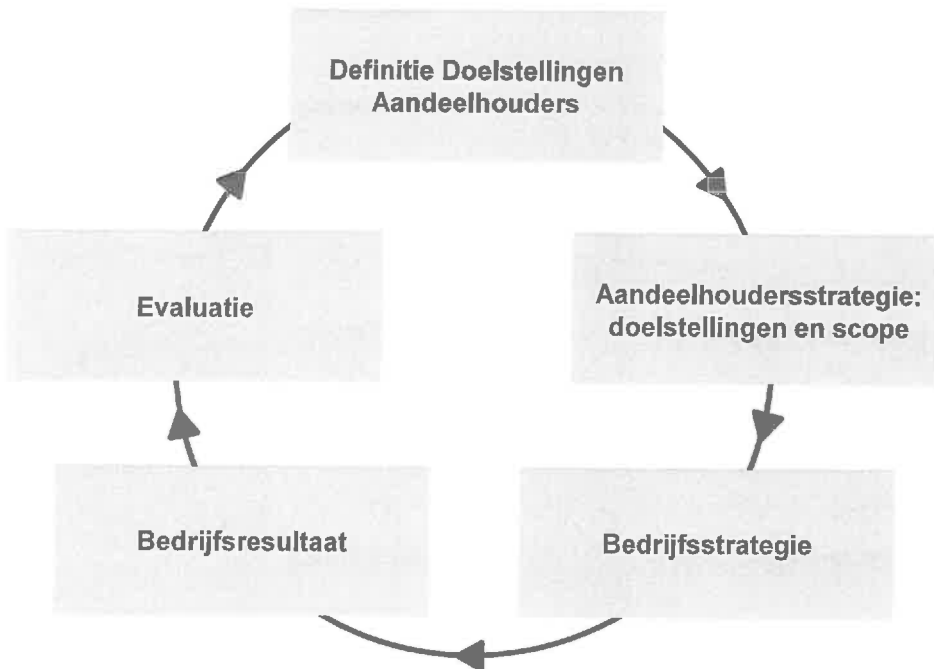 Definitie Doelstellingen
Aandeelhouders
Aandeelhoudersstrategie:
doelstellingen en scope
Bedrijfsstrategie
Bedrijfsresultaat
Evaluatie